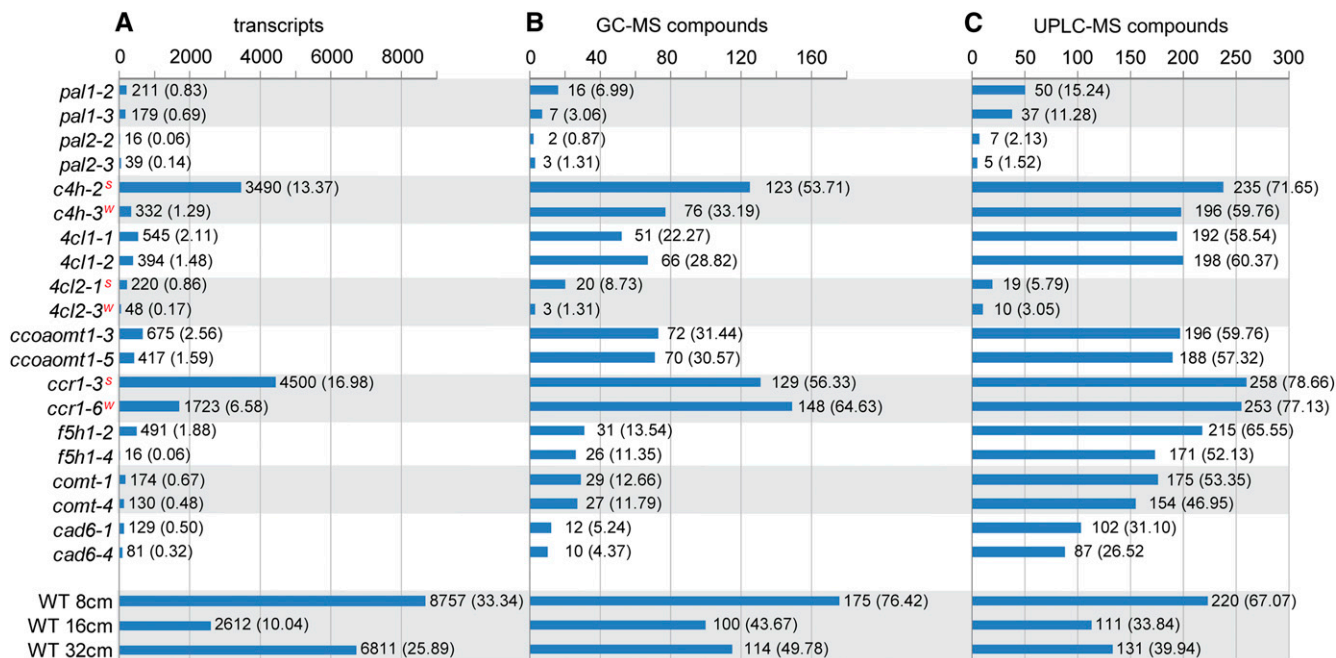 A transcripts B GC-MS compounds C UPLC-MS compounds
0 2000 4000 6000 8000 0 40 80 120 160 0 50 100 150 200 250 300
pal1-2 211 (0.83) 16 (6.99) 50 (15.24)
pal1-3 179 (0.69) 7 (3.06) 37 (11.28)
pal2-2 16 (0.06) 2 (0.87) 7 (2.13)
pal2-3 39 (0.14) 3 (1.31) 5 (1.52)
c4h-2 s 3490 (13.37) 123 (53.71) 235 (71.65)
c4h-3 w 332 (1.29) 76 (33.19) 196 (59.76)
4cl1-1 545 (2.11) 51 (22.27) 192 (58.54)
4cl1-2 394 (1.48) 66 (28.82) 198 (60.37)
4cl2-1 s 220 (0.86) 20 (8.73) 19 (5.79)
4cl2-3 w 48 (0.17) 3 (1.31) 10 (3.05)
ccoaomt1-3 675 (2.56) 72 (31.44) 196 (59.76)
ccoaomt1-5 417 (1.59) 70 (30.57) 188 (57.32)
ccr1-3 s 4500 (16.98) 129 (56.33) 258 (78.66)
ccr1-6 w 1723 (6.58) 148 (64.63) 253 (77.13)
f5h1-2 491 (1.88) 31 (13.54) 215 (65.55)
f5h1-4 16 (0.06) 26 (11.35) 171 (52.13)
comt-1 174 (0.67) 29 (12.66) 175 (53.35)
comt-4 130 (0.48) 27 (11.79) 154 (46.95)
cad6-1 129 (0.50) 12 (5.24) 102 (31.10)
cad6-4 81 (0.32) 10 (4.37) 87 (26.52
WT 8cm 8757 (33.34) 175 (76.42) 220 (67.07)
WT 16cm 2612 (10.04) 100 (43.67) 111 (33.84)
WT 32cm 6811 (25.89) 114 (49.78) 131 (39.94)